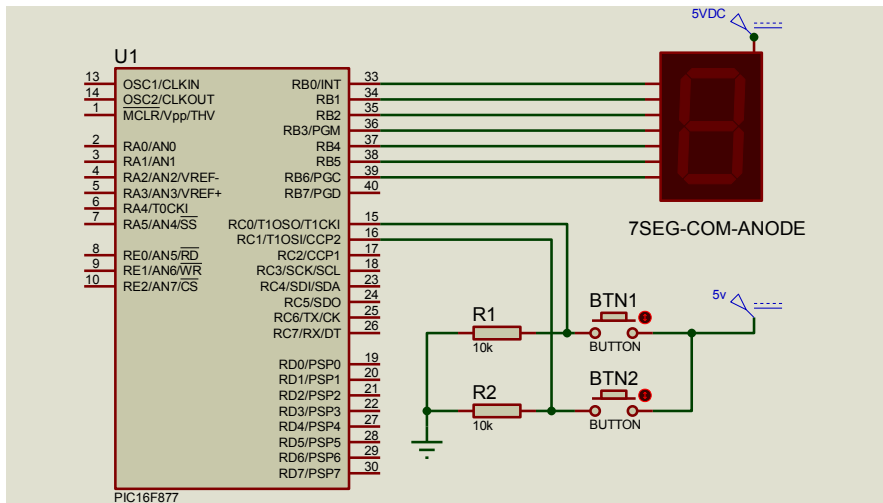 5VDC
U1
13 OSC1/CLKIN RB0/INT 33
14 OSC2/CLKOUT RB1 34
1 MCLR/Vpp/THV RB2 35
RB3/PGM 36
2 RA0/AN0 RB4 37
3 RA1/AN1 RB5 38
4 RA2/AN2/VREF- RB6/PGC 39
5 RA3/AN3/VREF+ RB7/PGD 40
6 RA4/T0CKI
7 RA5/AN4/SS RC0/T1OSO/T1CKI 15
RC1/T1OSI/CCP2 16
8 RE0/AN5/RD RC2/CCP1 17
9 RE1/AN6/WR RC3/SCK/SCL 18
10 RE2/AN7/CS RC4/SDI/SDA 23
RC5/SDO 24
RC6/TX/CK 25
RC7/RX/DT 26
RD0/PSP0 19
RD1/PSP1 20
RD2/PSP2 21
RD3/PSP3 22
RD4/PSP4 27
RD5/PSP5 28
RD6/PSP6 29
RD7/PSP7 30
PIC16F877
7SEG-COM-ANODE
5v
R1
10k
BTN1
BUTTON
R2
10k
BTN2
BUTTON